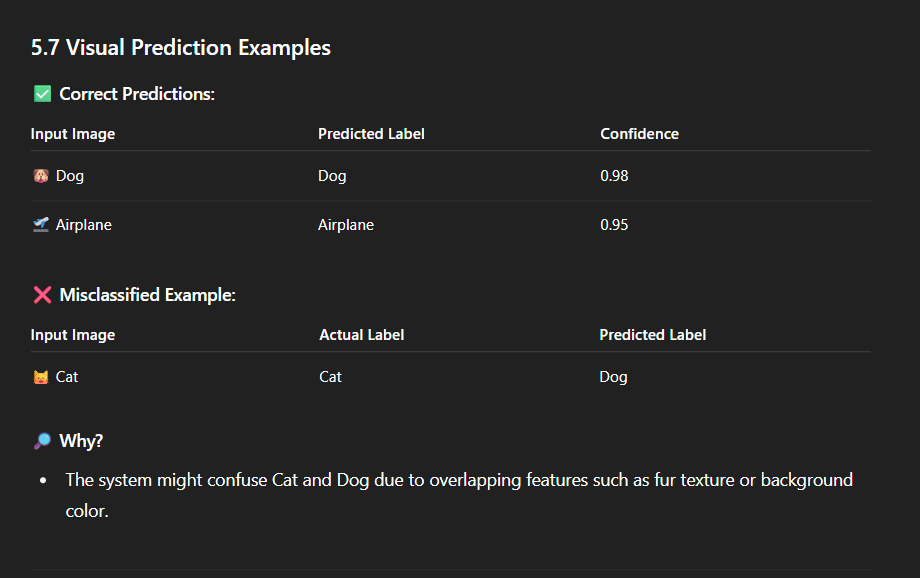 5.7 Visual Prediction Examples
✅ Correct Predictions:
Input Image Predicted Label Confidence
🐶 Dog Dog 0.98
🛫 Airplane Airplane 0.95
❌ Misclassified Example:
Input Image Actual Label Predicted Label
🐱 Cat Cat Dog
🔎 Why?
• The system might confuse Cat and Dog due to overlapping features such as fur texture or background
color.